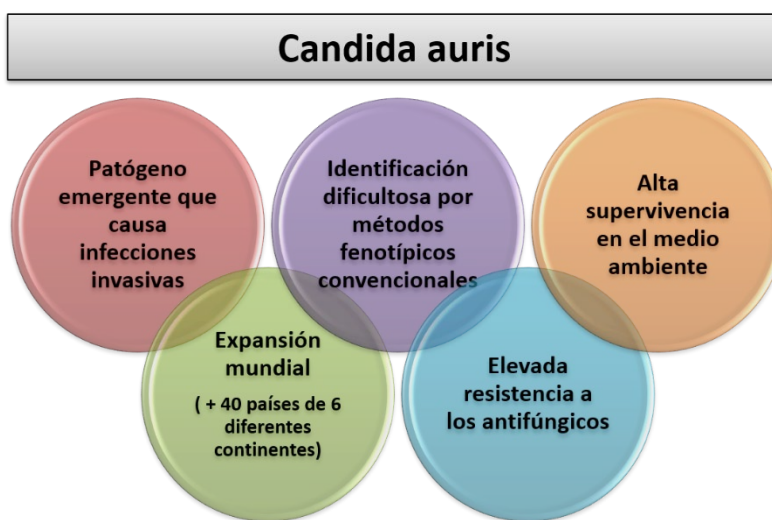 Candida auris
Patógeno
emergente que
causa
infecciones
invasivas
Identificación
dificultosa por
métodos
fenotípicos
convencionales
Alta
supervivencia
en el medio
ambiente
Expansión
mundial
( + 40 países de 6
diferentes
continentes)
Elevada
resistencia a
los antifúngicos